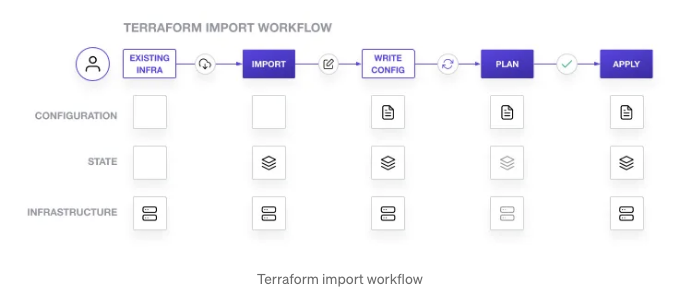 TERRAFORM IMPORT WORKFLOW
EXISTING
INFRA
IMPORT
WRITE
CONFIG
PLAN
APPLY
CONFIGURATION
STATE
INFRASTRUCTURE
Terraform import workflow